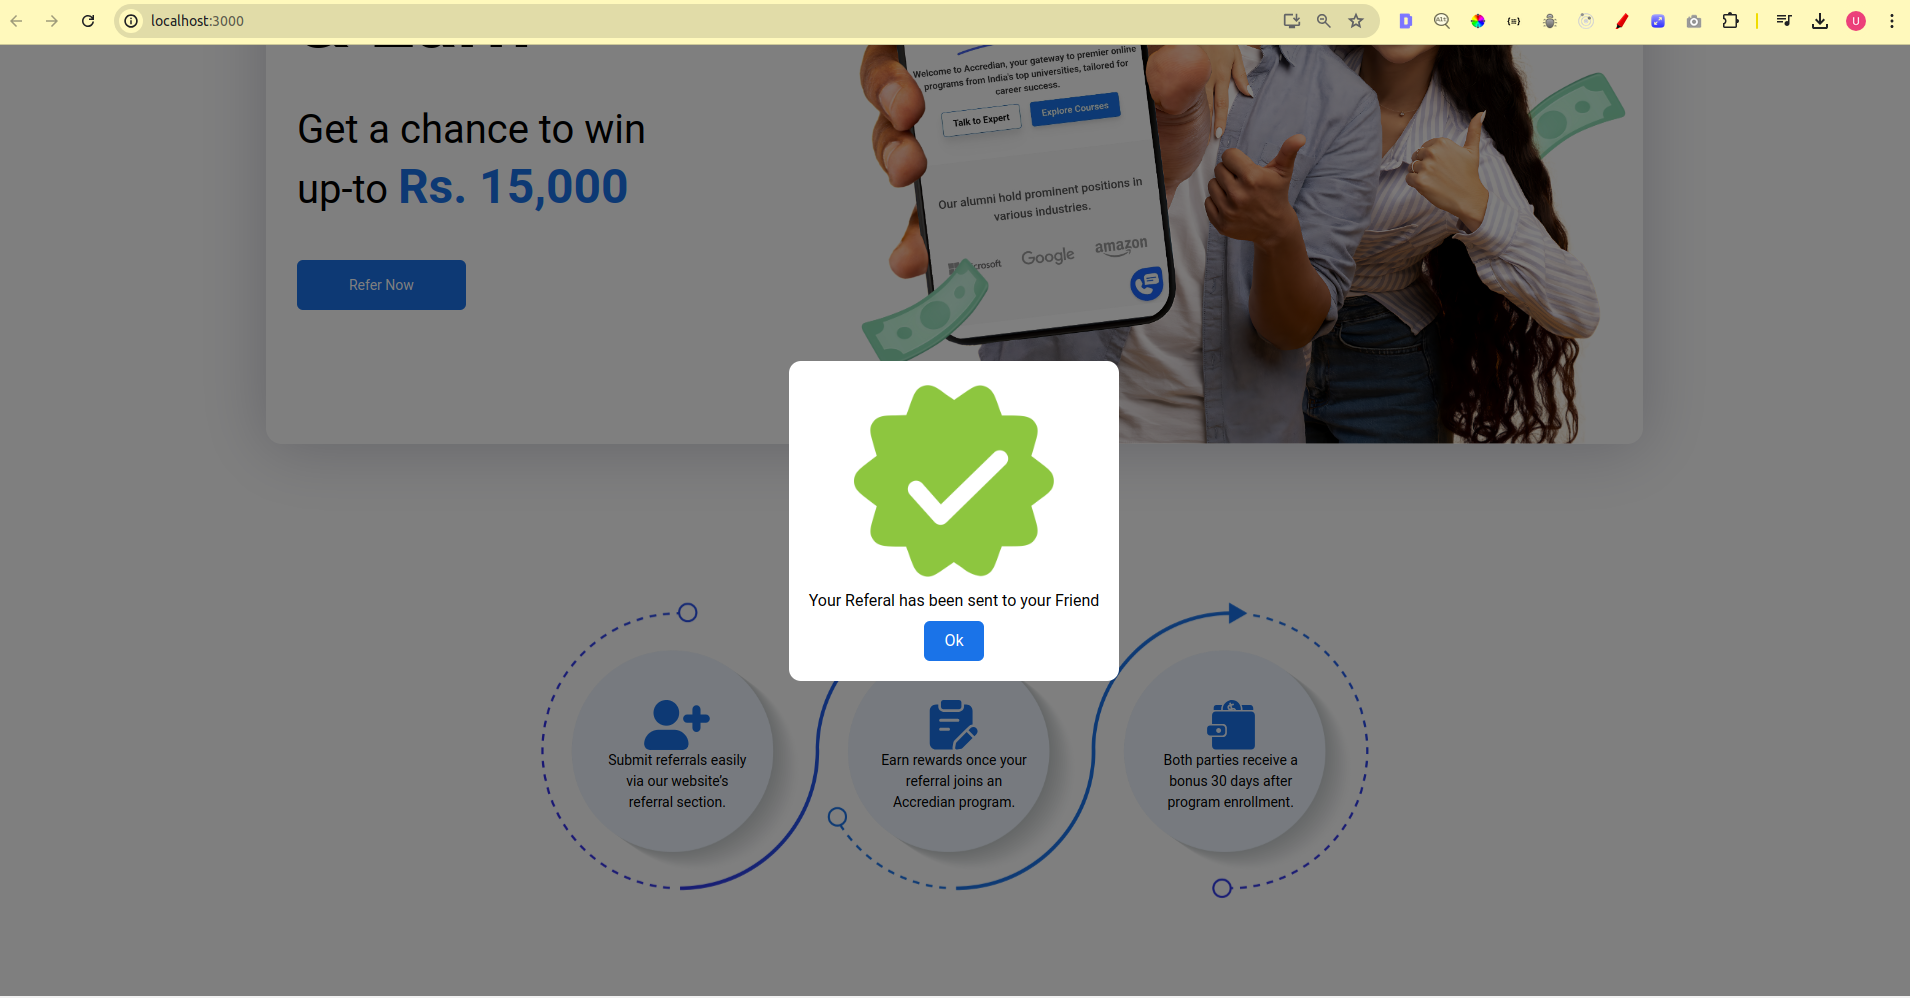 localhost:3000
Get a chance to win
up-to Rs. 15,000
Refer Now
Welcome to Accredian, your gateway to premier online
programs from India's top universities, tailored for
career success.
Talk to Expert
Explore Courses
Our alumni hold prominent positions in
various industries.
Google
amazon
Your Referal has been sent to your Friend
Ok
Submit referrals easily
via our website’s
referral section.
Earn rewards once your
referral joins an
Accredian program.
Both parties receive a
bonus 30 days after
program enrollment.
U